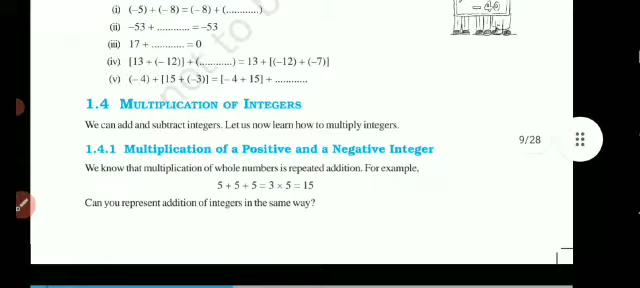 (i) (–5) + (– 8) = (– 8) + (............)
(ii) –53 + ............ = –53
(iii) 17 + ............ = 0
(iv) [13 + (– 12)] + (............) = 13 + [(–12) + (–7)]
(v) (– 4) + [15 + (–3)] = [– 4 + 15] + ............
1.4 MULTIPLICATION OF INTEGERS
We can add and subtract integers. Let us now learn how to multiply integers.
1.4.1 Multiplication of a Positive and a Negative Integer
9/28
We know that multiplication of whole numbers is repeated addition. For example,
5 + 5 + 5 = 3 × 5 = 15
Can you represent addition of integers in the same way?
not to b